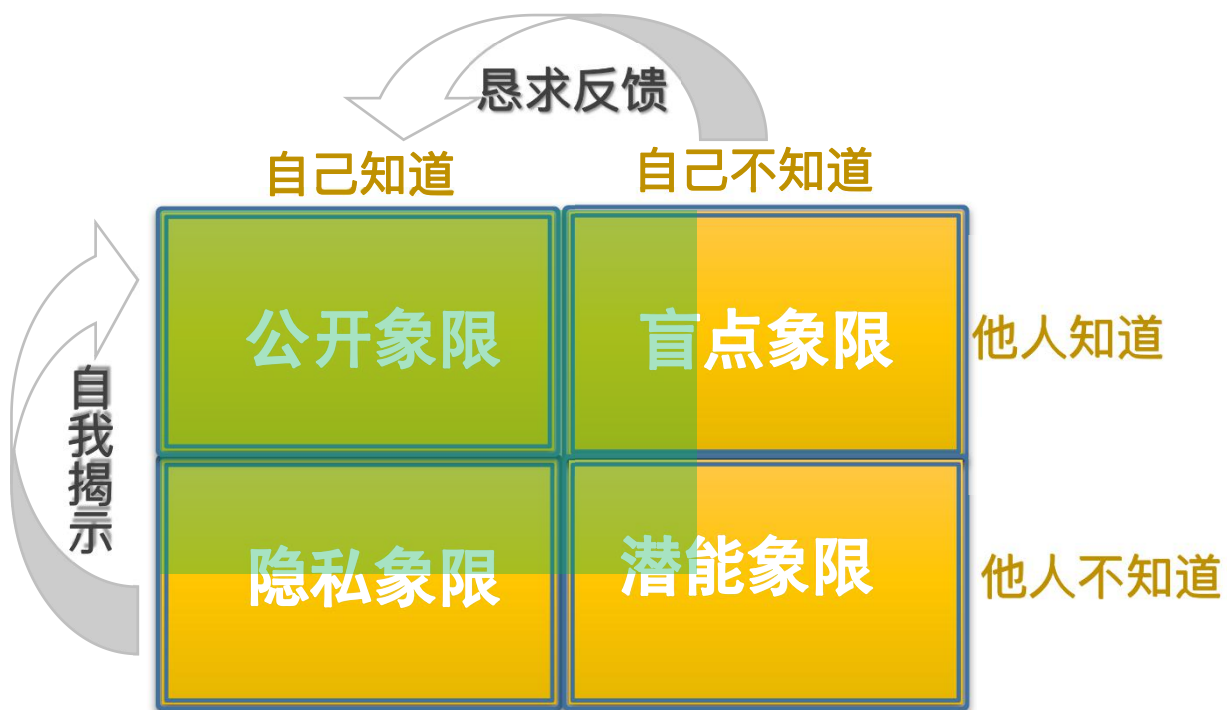 恳求反馈
自己知道
自己不知道
公开象限
盲点象限
他人知道
自我揭示
隐私象限
潜能象限
他人不知道